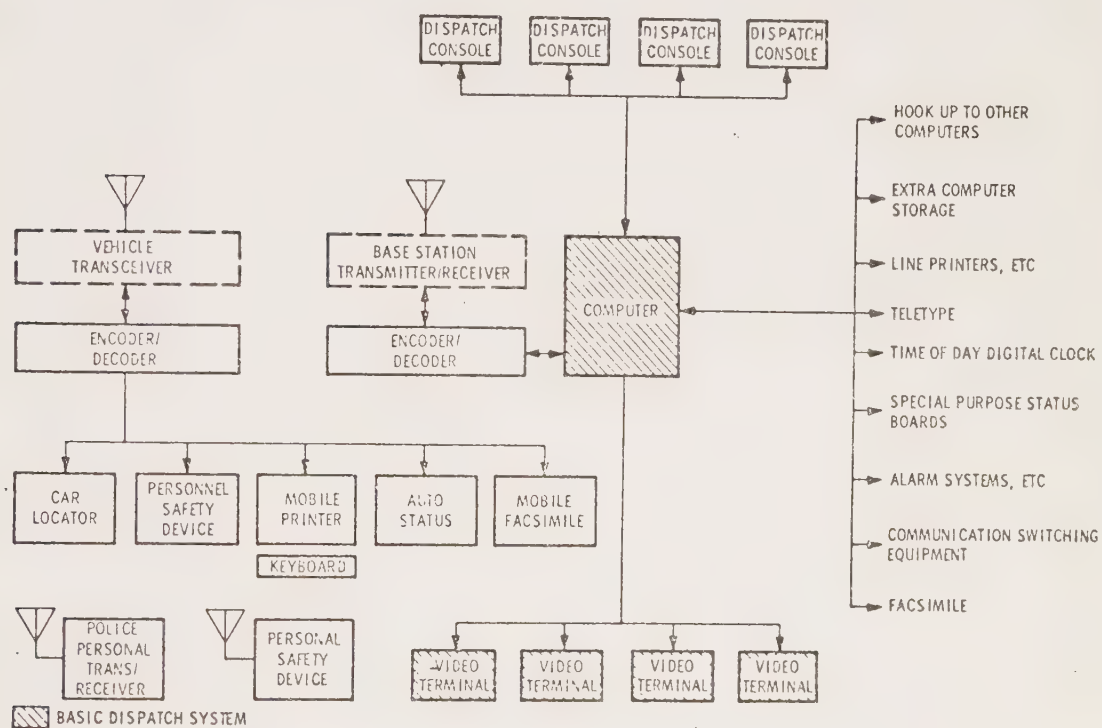 DISPATCH
CONSOLE
DISPATCH
CONSOLE
DISPATCH
CONSOLE
DISPATCH
CONSOLE
HOOK UP TO OTHER
COMPUTERS
EXTRA COMPUTER
STORAGE
LINE PRINTERS, ETC
TELETYPE
TIME OF DAY DIGITAL CLOCK
SPECIAL PURPOSE STATUS
BOARDS
ALARM SYSTEMS, ETC
COMMUNICATION SWITCHING
EQUIPMENT
FACSIMILE
VEHICLE
TRANSCEIVER
BASE STATION
TRANSMITTER/RECEIVER
COMPUTER
ENCODER/
DECODER
ENCODER/
DECODER
CAR
LOCATOR
PERSONNEL
SAFETY
DEVICE
MOBILE
PRINTER
AUTO
STATUS
MOBILE
FACSIMILE
KEYBOARD
POLICE
PERSONAL
TRANS/
RECEIVER
PERSONAL
SAFETY
DEVICE
VIDEO
TERMINAL
VIDEO
TERMINAL
VIDEO
TERMINAL
VIDEO
TERMINAL
BASIC DISPATCH SYSTEM